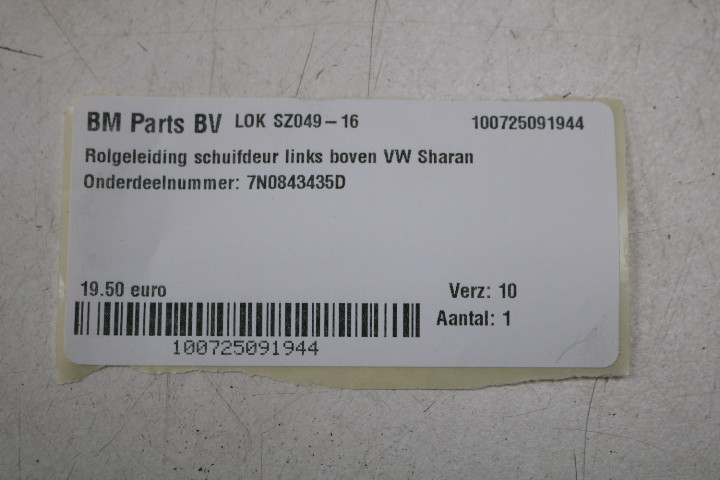 BM Parts BV LOK SZ049-16 100725091944
Rolgeleiding schuifdeur links boven VW Sharan
Onderdeelnummer: 7N0843435D
19.50 euro Verz: 10
Aantal: 1
100725091944